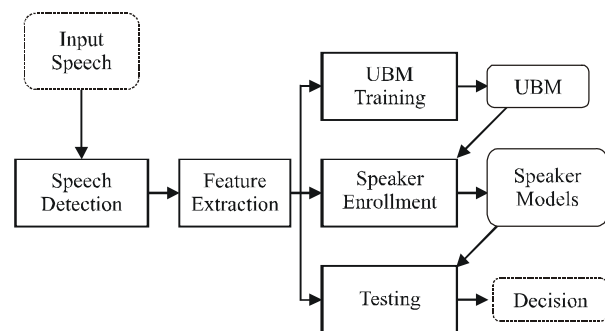 Input
Speech
UBM
Training
UBM
Speech
Detection
Feature
Extraction
Speaker
Enrollment
Speaker
Models
Testing
Decision